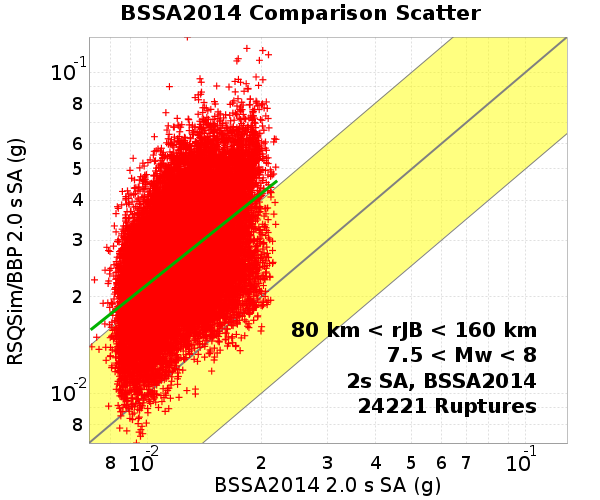 BSSA2014 Comparison Scatter
RSQSim/BBP 2.0 s SA (g)
10-1
8
6
5
4
3
2
10-2
8
80 km < rJB < 160 km
7.5 < Mw < 8
2s SA, BSSA2014
24221 Ruptures
8 10-2 2 3 4 5 6 7 10-1
BSSA2014 2.0 s SA (g)